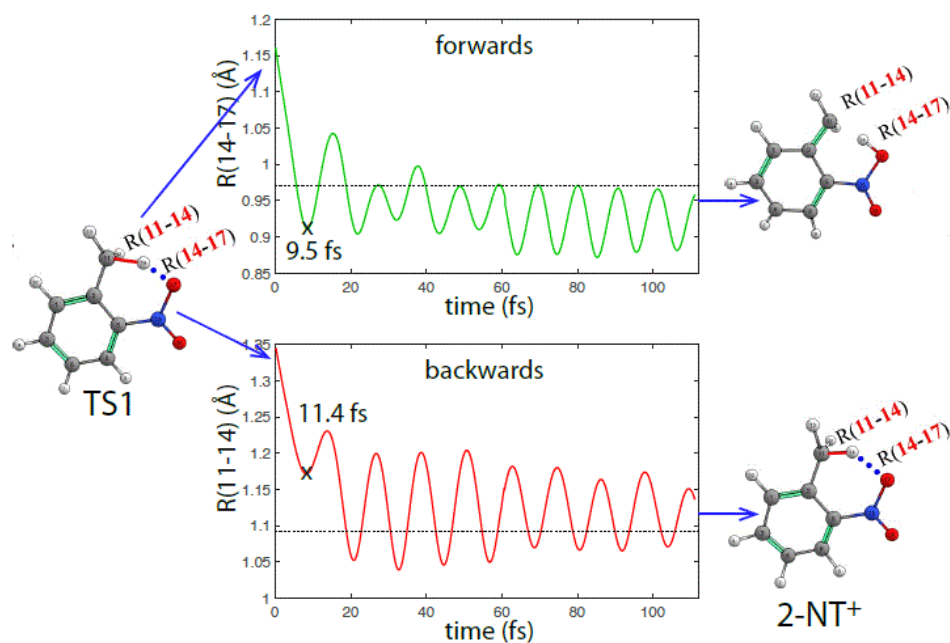 forwards
R(14-17) (Å)
1.2
1.15
1.1
1.05
1
0.95
0.9
0.85
9.5 fs
0
20
40
60
80
100
time (fs)
R(11-14)
R(14-17)
R(11-14)
R(14-17)
TS1
backwards
R(11-14) (Å)
1.35
1.3
1.25
1.2
1.15
1.1
1.05
1
11.4 fs
0
20
40
60
80
100
time (fs)
R(11-14)
R(14-17)
2-NT⁺